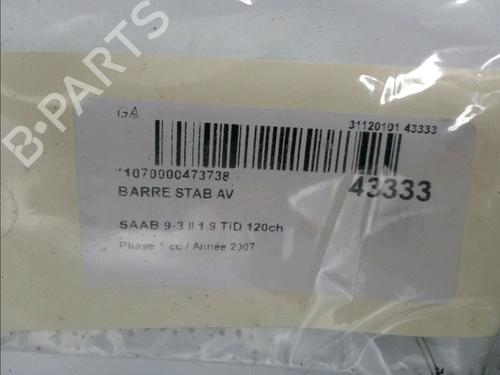 B-PARTS
GA
31120101 43333
*1070000473738
BARRE STAB AV
43333
SAAB 9-3 II 1.9 TiD 120ch
Phase 1 cc / Année 2007